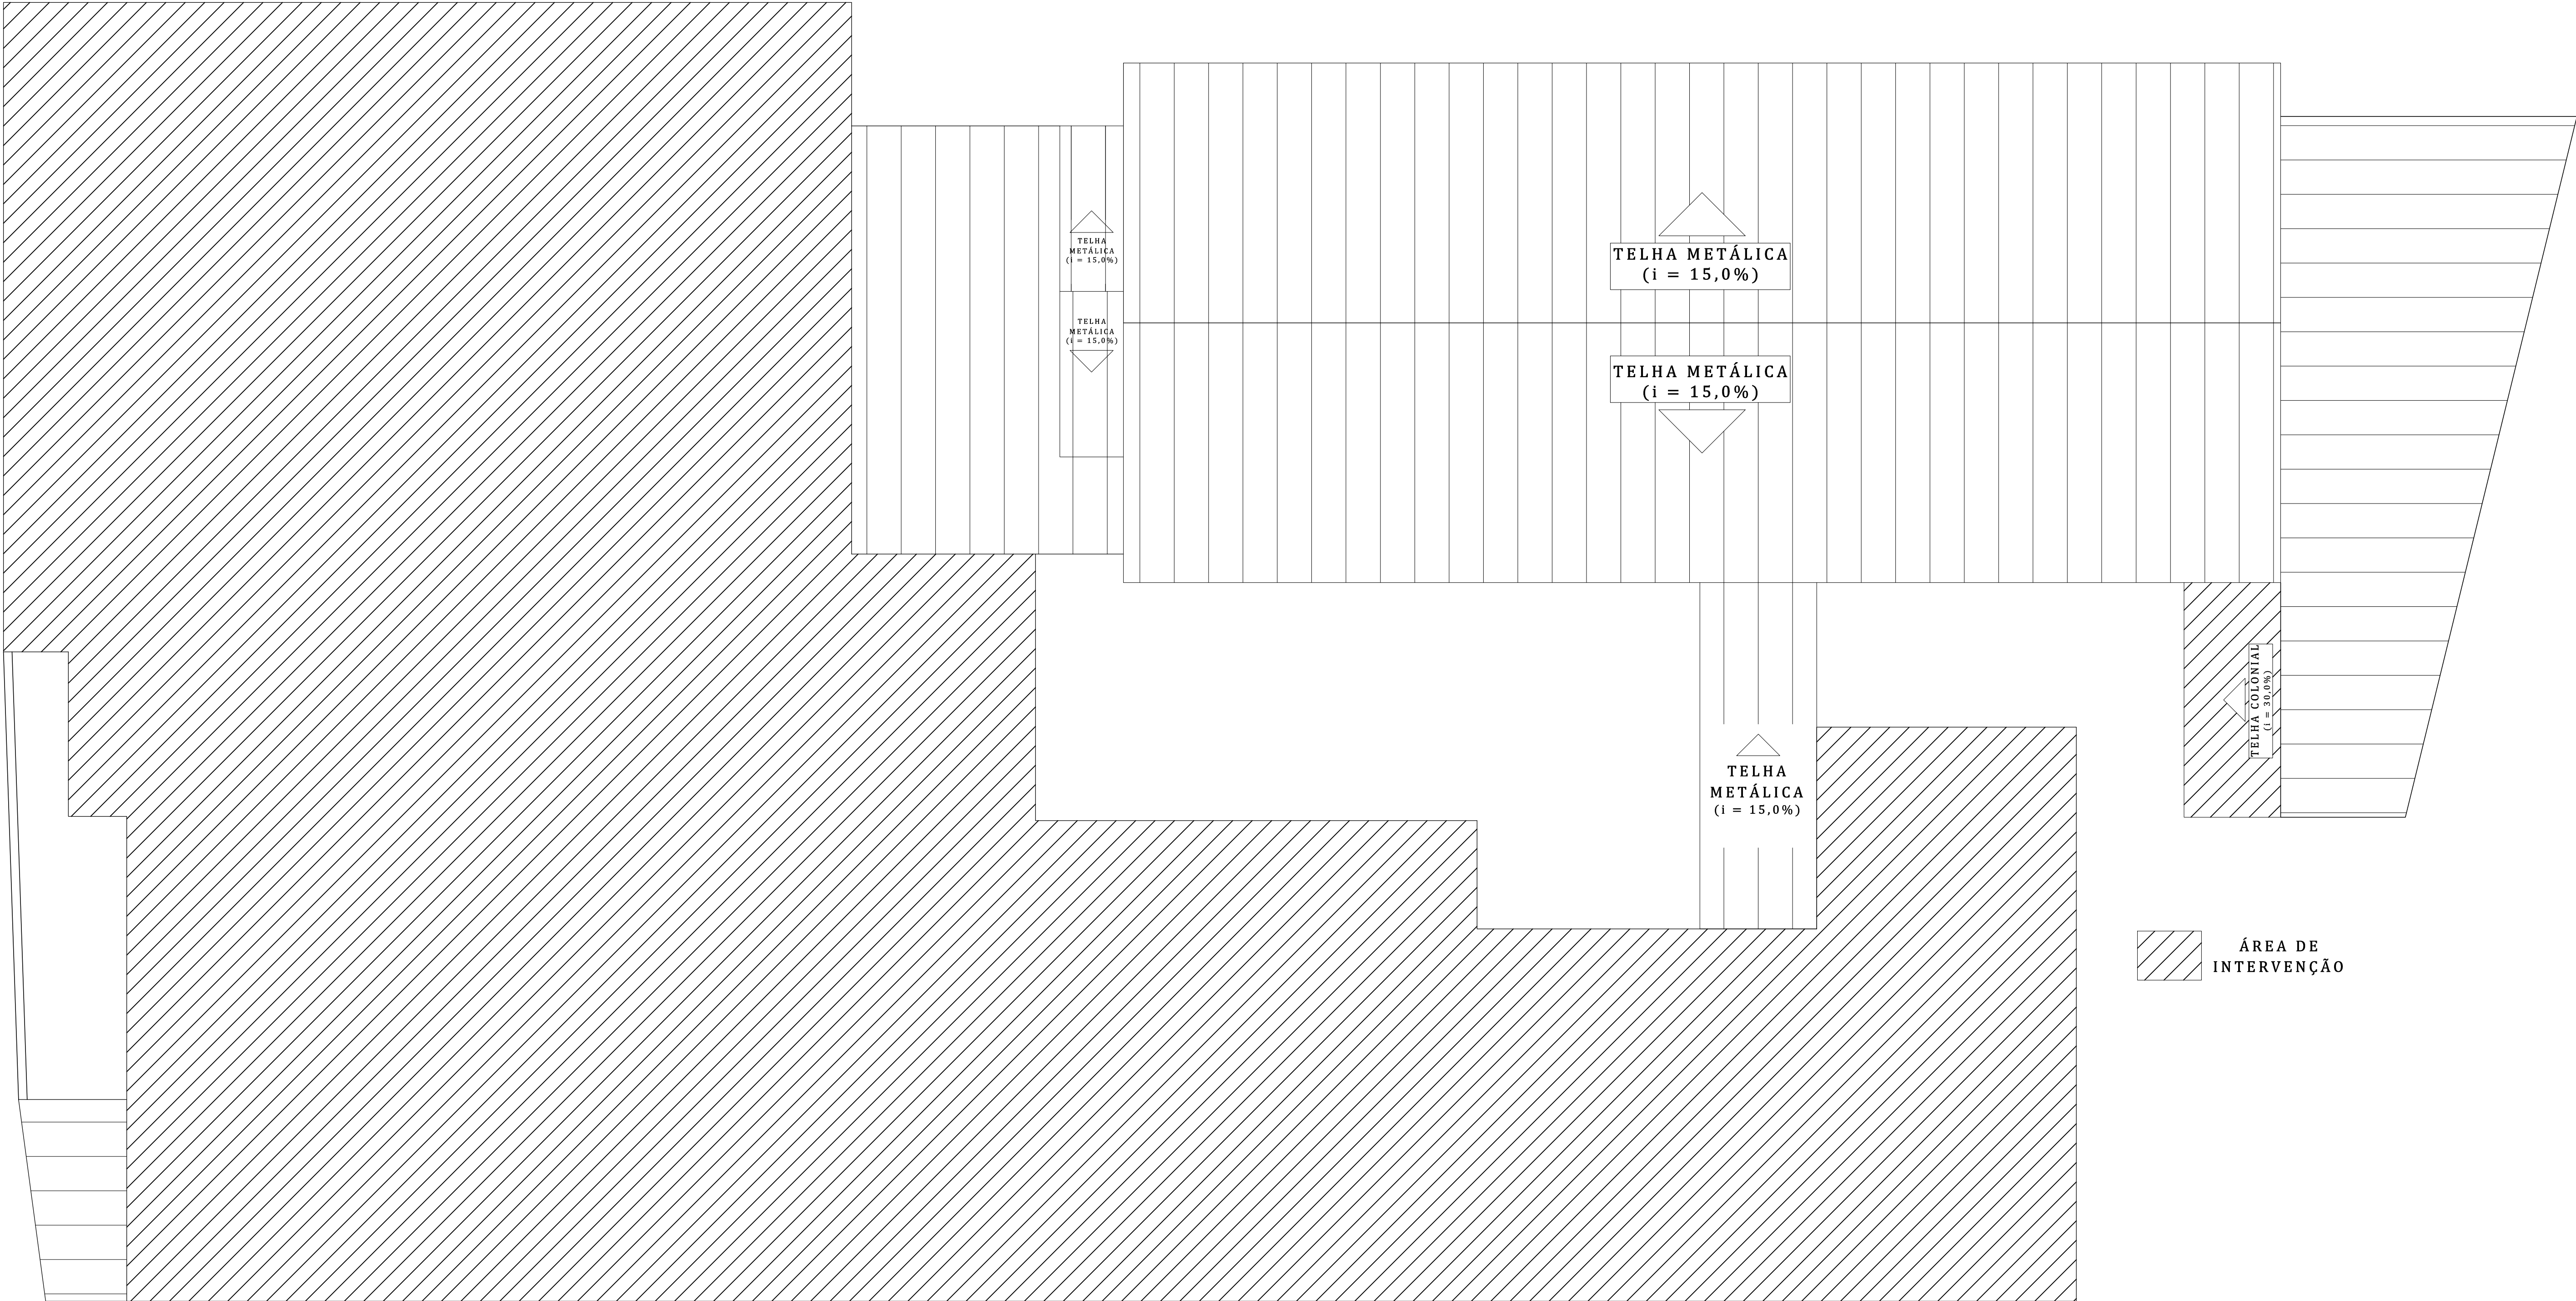 TELHA
METÁLICA
(i = 15,0%)
TELHA
METÁLICA
(i = 15,0%)
TELHA METÁLICA
(i = 15,0%)
TELHA METÁLICA
(i = 15,0%)
TELHA
METÁLICA
(i = 15,0%)
TELHA COLONIAL
(i = 30,0%)
ÁREA DE
INTERVENÇÃO